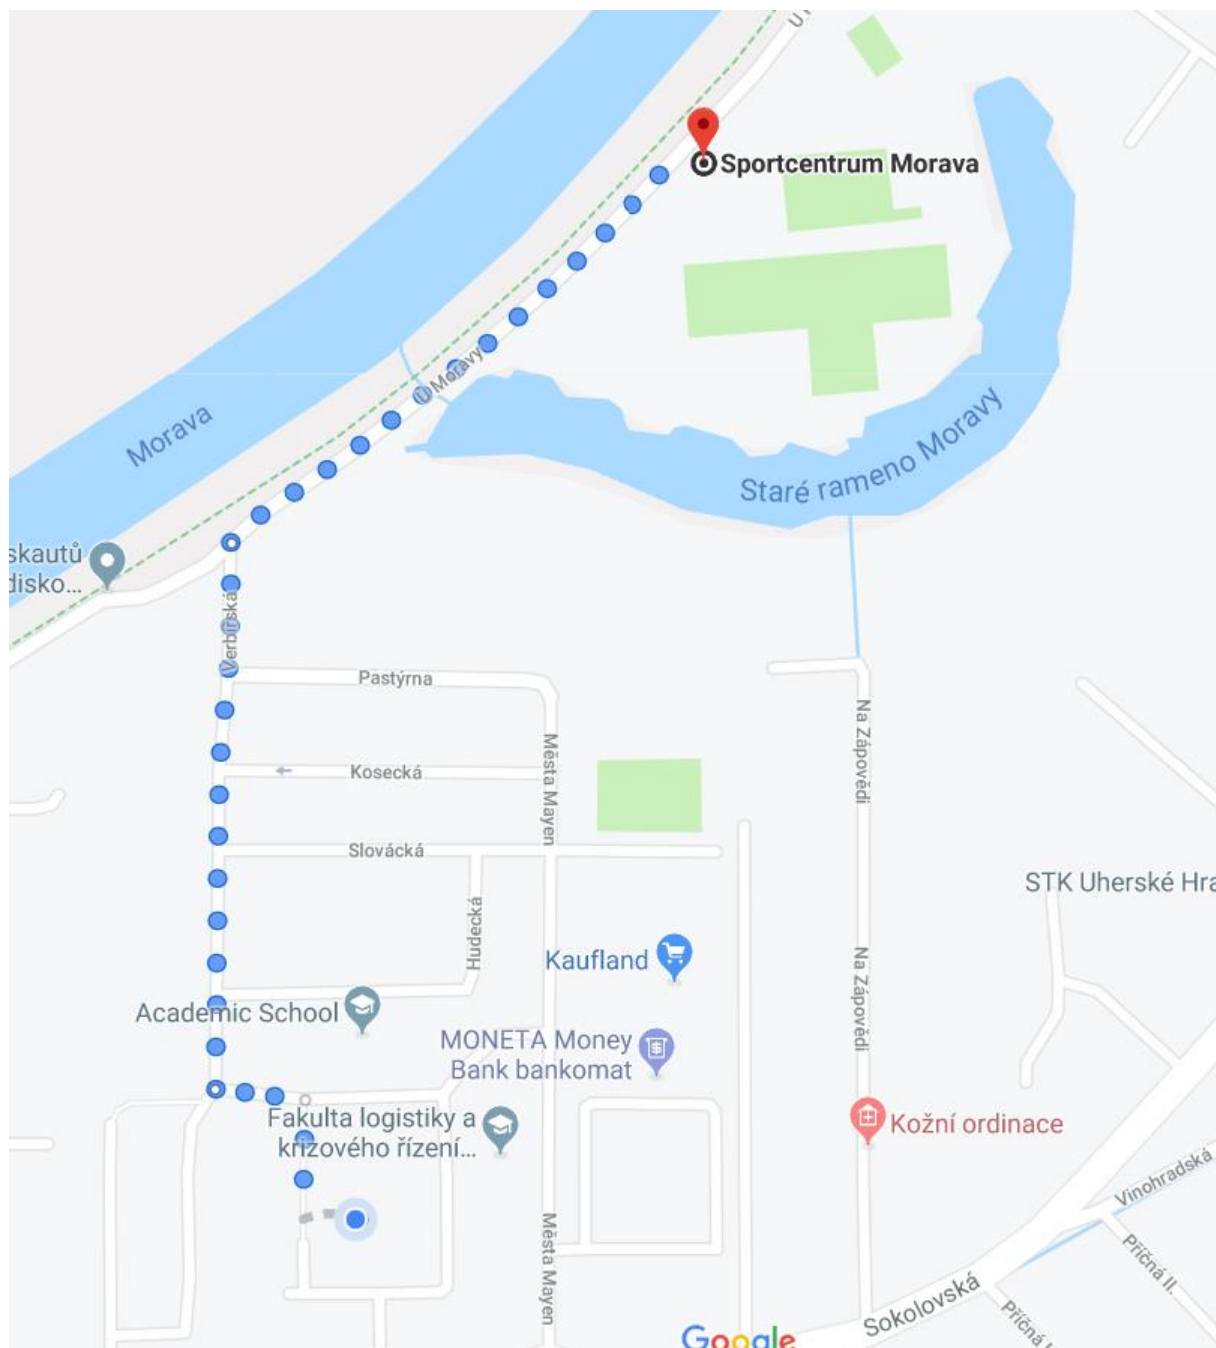 U
Sportcentrum Morava
U Moravy
Morava
Staré rameno Moravy
skautů
disko...
Verbířská
Pastýrna
Na Zápovědi
Města Mayen
Kosecká
Slovácká
STK Uherské Hra
Hudecká
Kaufland
Na Zápovědi
Academic School
MONETA Money
Bank bankomat
Fakulta logistiky a
krizového řízení...
Kožní ordinace
Vinohradská
Města Mayen
Příčná II.
Sokolovská
Příčná I
Google